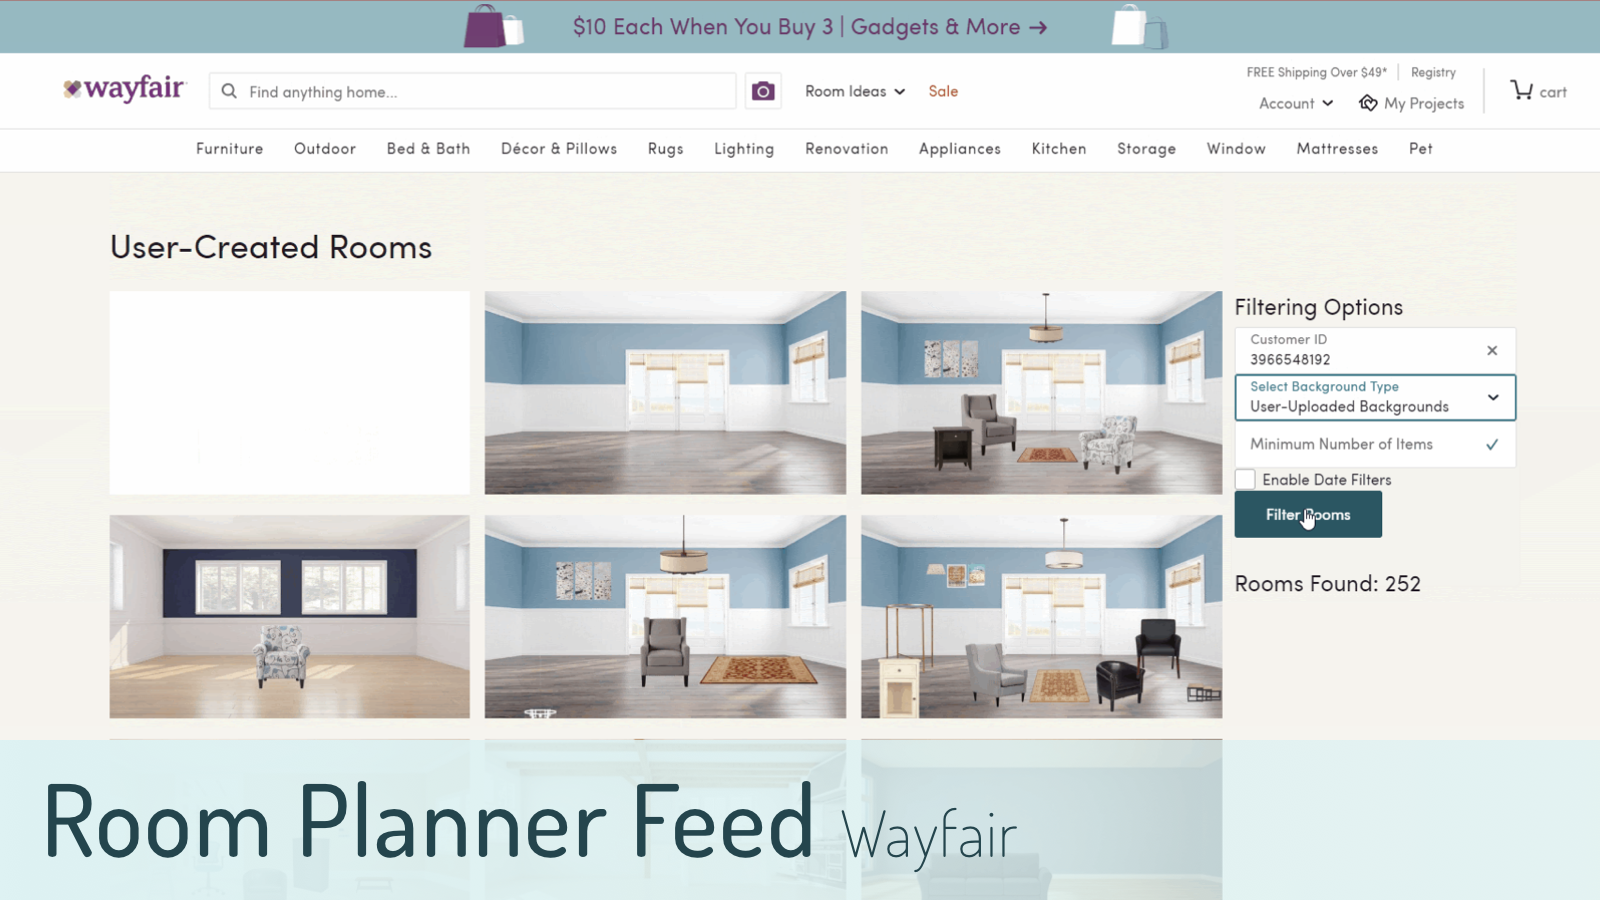 $10 Each When You Buy 3 | Gadgets & More →
wayfair
Find anything home...
Room Ideas
Sale
FREE Shipping Over $49*
Registry
Account
My Projects
cart
Furniture
Outdoor
Bed & Bath
Décor & Pillows
Rugs
Lighting
Renovation
Appliances
Kitchen
Storage
Window
Mattresses
Pet
User-Created Rooms
Filtering Options
Customer ID
3966548192
Select Background Type
User-Uploaded Backgrounds
Minimum Number of Items
Enable Date Filters
Filter Rooms
Rooms Found: 252
Room Planner Feed Wayfair